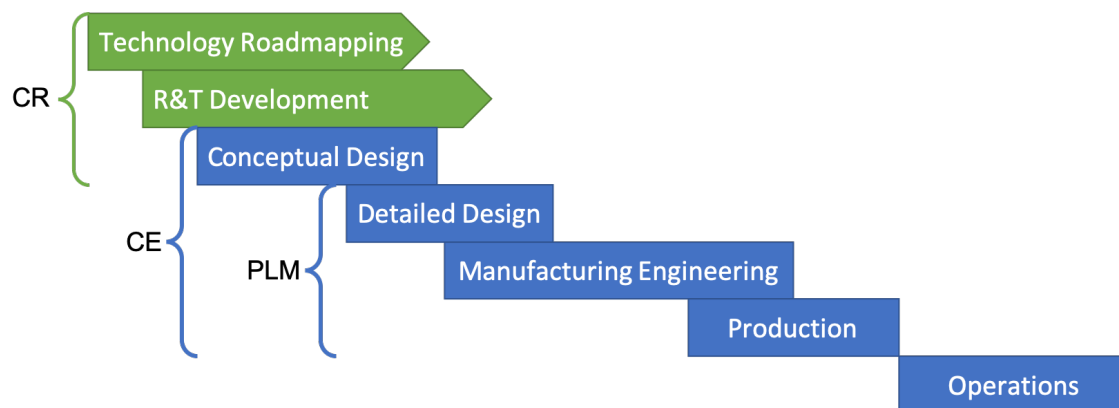 Technology Roadmapping
CR
R&T Development
Conceptual Design
Detailed Design
CE
PLM
Manufacturing Engineering
Production
Operations